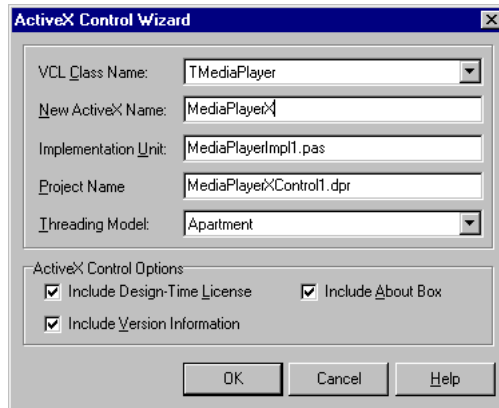 ActiveX Control Wizard
VCL Class Name: TMediaPlayer
New ActiveX Name: MediaPlayerX
Implementation Unit: MediaPlayerImpl1.pas
Project Name MediaPlayerXControl1.dpr
Threading Model: Apartment
ActiveX Control Options
Include Design-Time License Include About Box
Include Version Information
OK Cancel Help